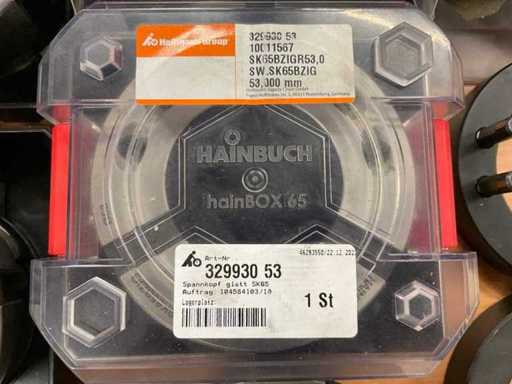 Hoffmann Group
329930 53
10011567
SK65BZIGR53,0
SW.SK65BZIG
53,000 mm
HAINBUCH
hainBOX 65
Art-Nr
329930 53
Spannkopf glatt SK65
Auftrag: 104584103/10
Lagerplatz:
1 St